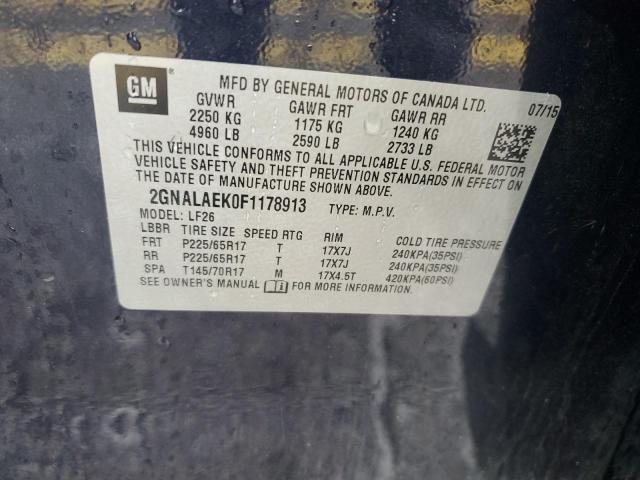 GM ®
MFD BY GENERAL MOTORS OF CANADA LTD. 07/15
GVWR GAWR FRT GAWR RR
2250 KG 1175 KG 1240 KG
4960 LB 2590 LB 2733 LB
THIS VEHICLE CONFORMS TO ALL APPLICABLE U.S. FEDERAL MOTOR
VEHICLE SAFETY AND THEFT PREVENTION STANDARDS IN EFFECT ON
THE DATE OF MANUFACTURE SHOWN ABOVE.
2GNALAEK0F1178913 TYPE: M.P.V.
MODEL: LF26
LBBR TIRE SIZE SPEED RTG RIM COLD TIRE PRESSURE
FRT P225/65R17 T 17X7J 240KPA(35PSI)
RR P225/65R17 T 17X7J 240KPA(35PSI)
SPA T145/70R17 M 17X4.5T 420KPA(60PSI)
SEE OWNER'S MANUAL FOR MORE INFORMATION.